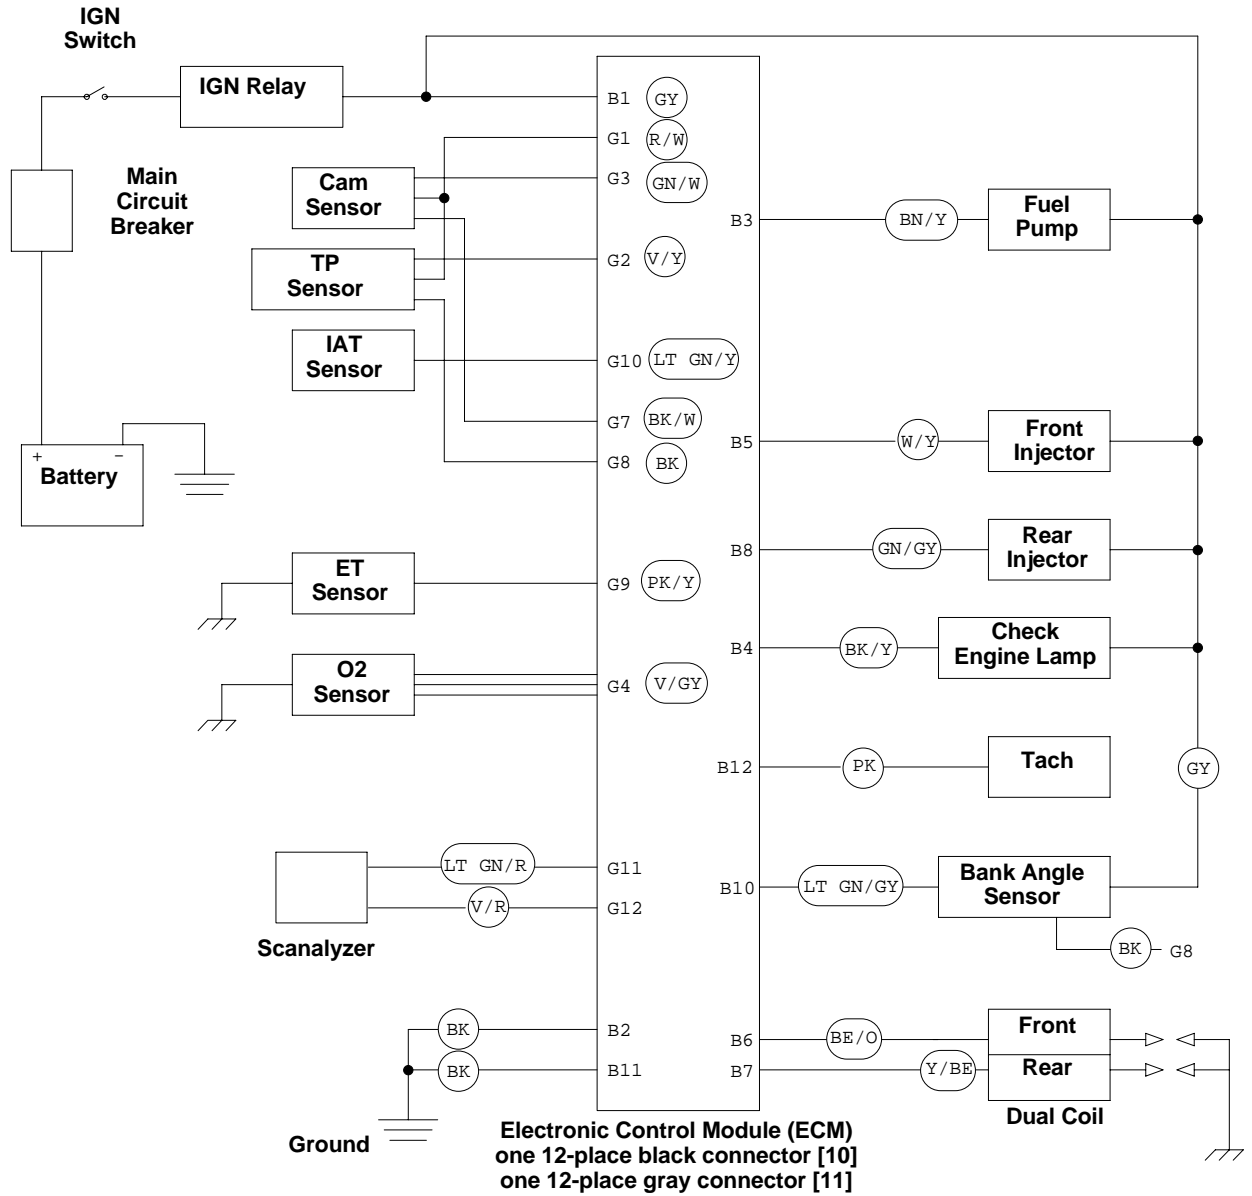 IGN
Switch
IGN Relay
Main
Circuit
Breaker
+ −
Battery
Cam
Sensor
TP
Sensor
IAT
Sensor
ET
Sensor
O2
Sensor
Scanalyzer
LT GN/R
V/R
BK
BK
Ground
B1 GY
G1 R/W
G3 GN/W
G2 V/Y
G10 LT GN/Y
G7 BK/W
G8 BK
G9 PK/Y
G4 V/GY
G11
G12
B2
B11
B3 BN/Y
Fuel
Pump
B5 W/Y
Front
Injector
B8 GN/GY
Rear
Injector
B4 BK/Y
Check
Engine Lamp
B12 PK
Tach
GY
B10 LT GN/GY
Bank Angle
Sensor
BK G8
B6 BE/O
Front
B7 Y/BE
Rear
Dual Coil
Electronic Control Module (ECM)
one 12-place black connector [10]
one 12-place gray connector [11]